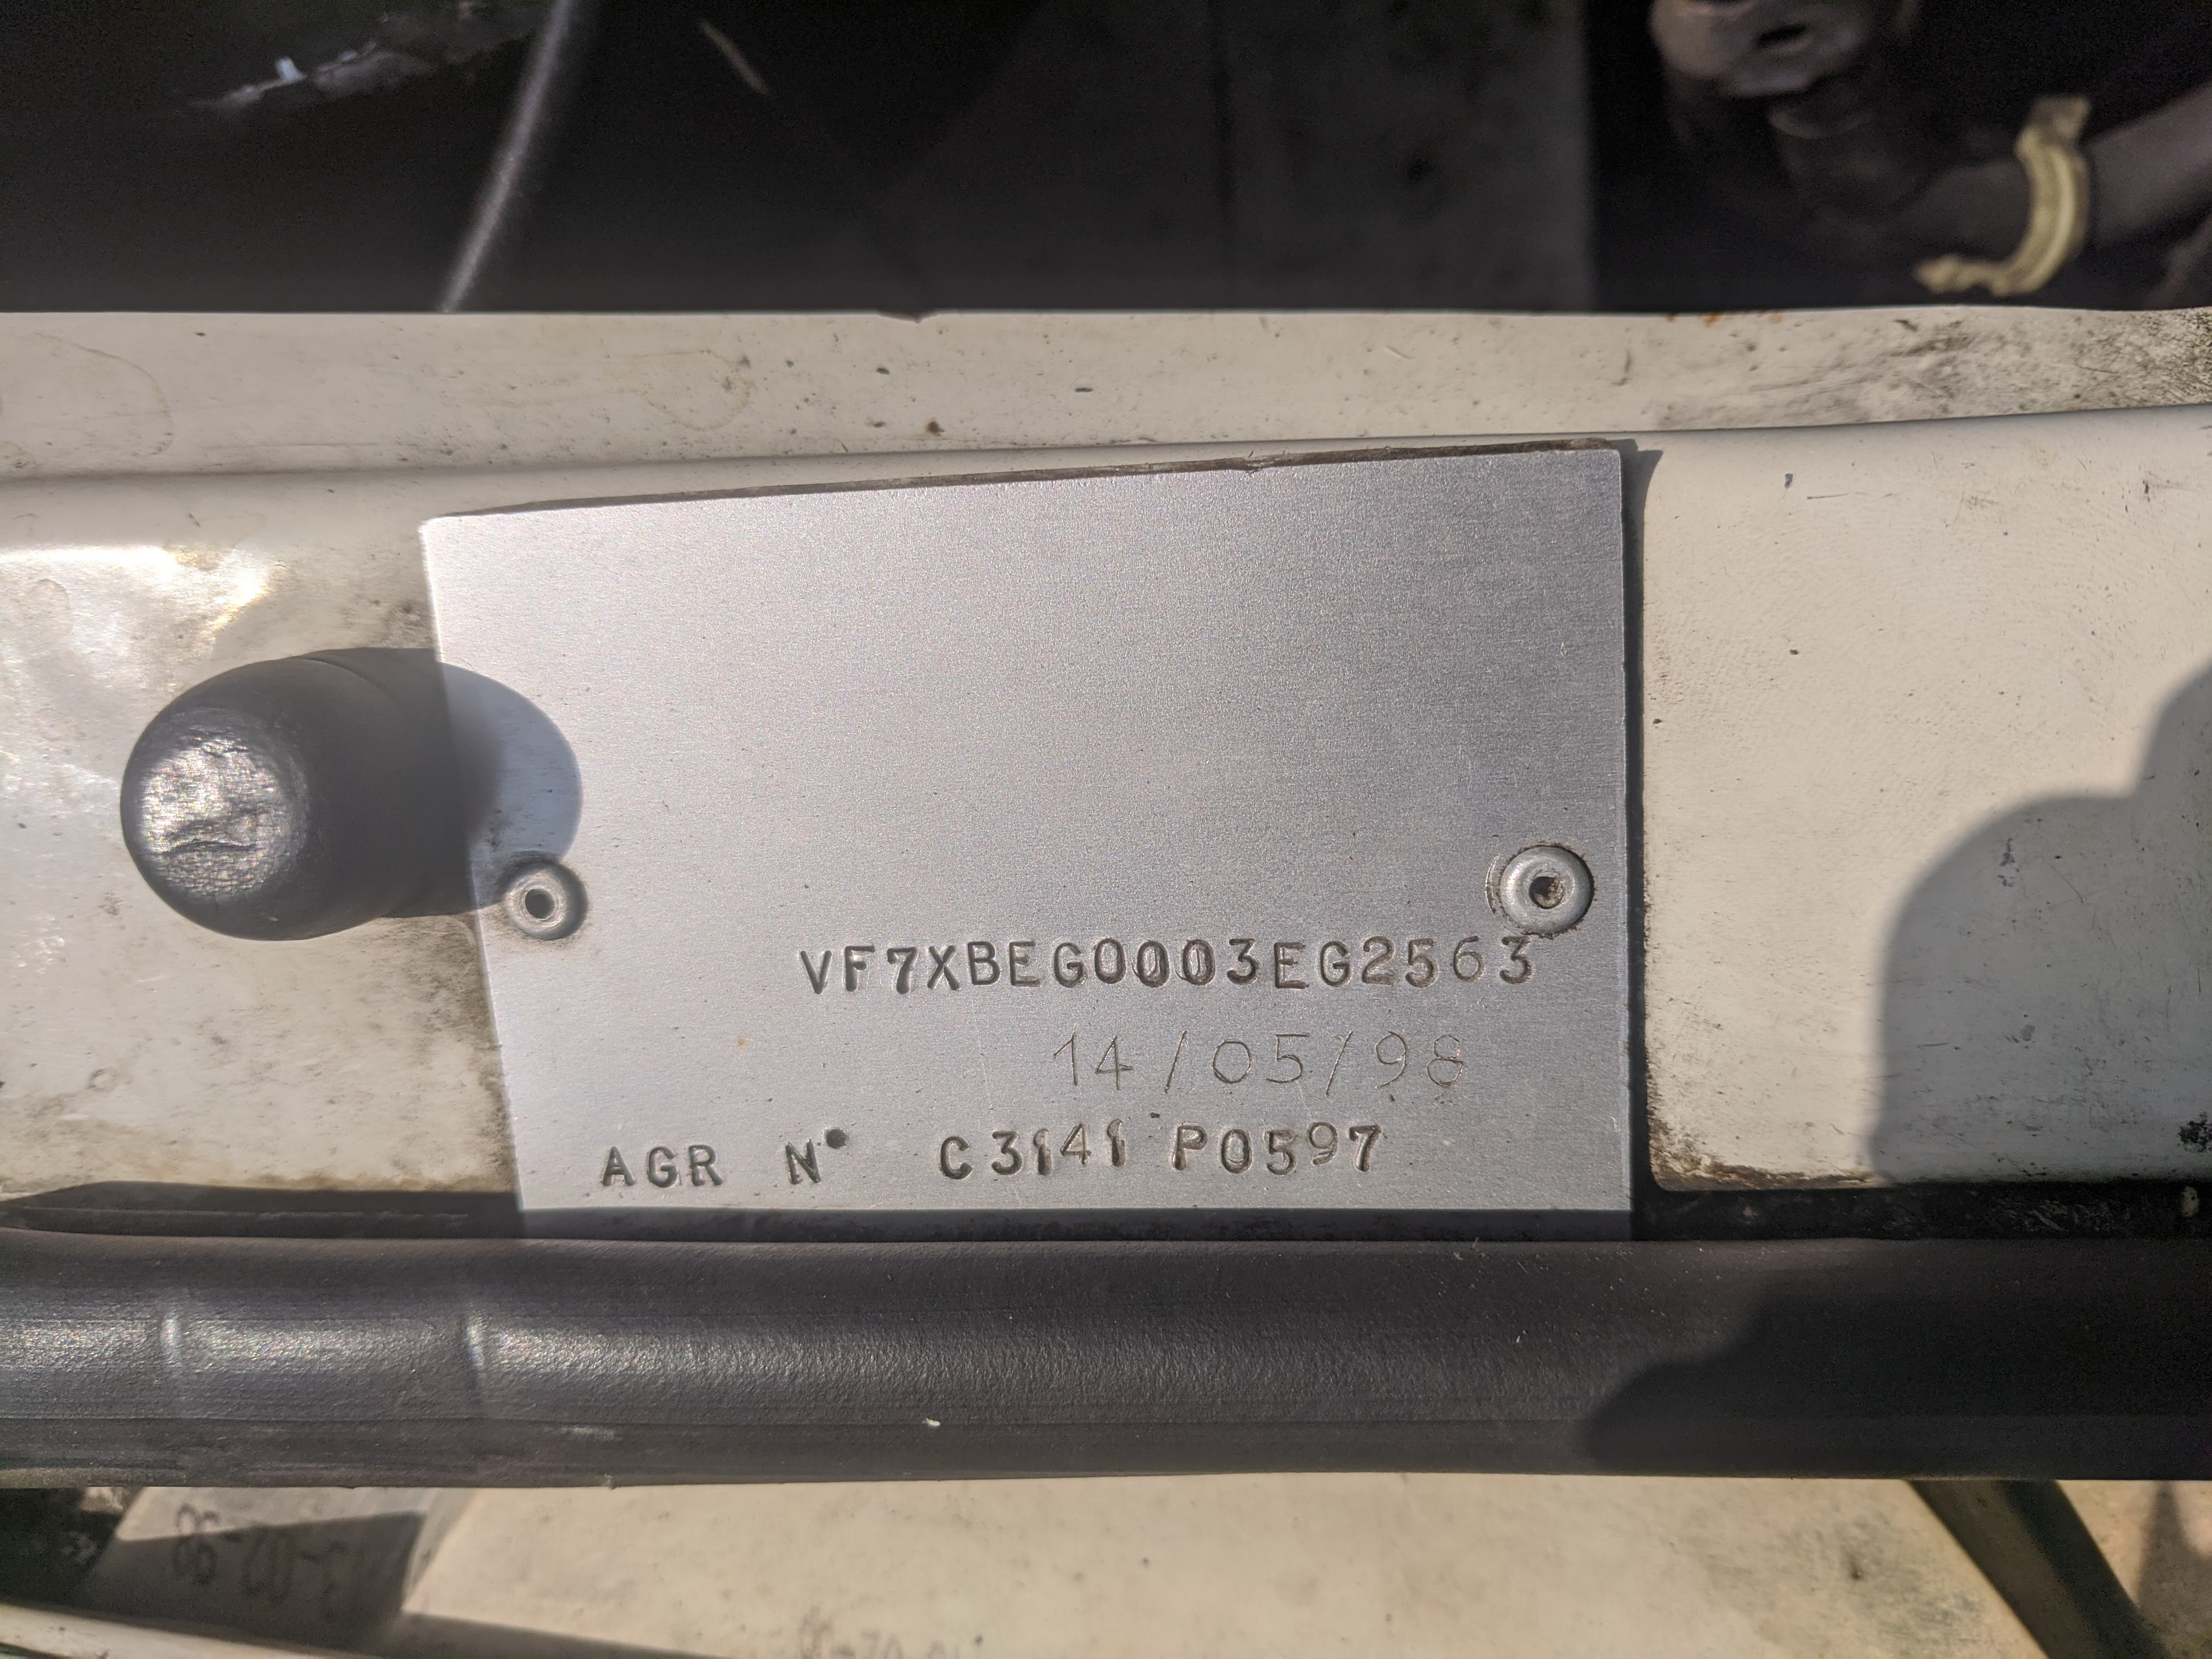 VF7XBEG0003EG2563
14/05/98
AGR N° C3141 P0597